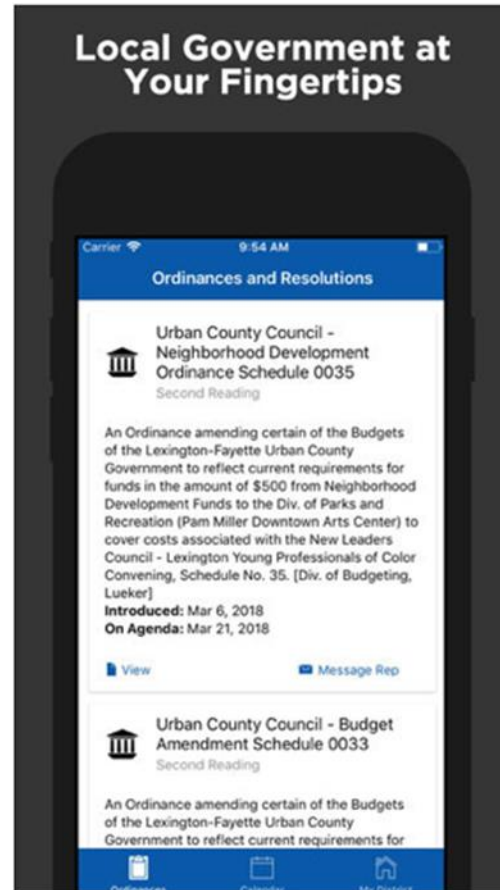 Local Government at
Your Fingertips
Carrier
9:54 AM
Ordinances and Resolutions
Urban County Council -
Neighborhood Development
Ordinance Schedule 0035
Second Reading
An Ordinance amending certain of the Budgets
of the Lexington-Fayette Urban County
Government to reflect current requirements for
funds in the amount of $500 from Neighborhood
Development Funds to the Div. of Parks and
Recreation (Pam Miller Downtown Arts Center) to
cover costs associated with the New Leaders
Council - Lexington Young Professionals of Color
Convening, Schedule No. 35. [Div. of Budgeting,
Lueker]
Introduced: Mar 6, 2018
On Agenda: Mar 21, 2018
View
Message Rep
Urban County Council - Budget
Amendment Schedule 0033
Second Reading
An Ordinance amending certain of the Budgets
of the Lexington-Fayette Urban County
Government to reflect current requirements for
Ordinances
Calendar
My District